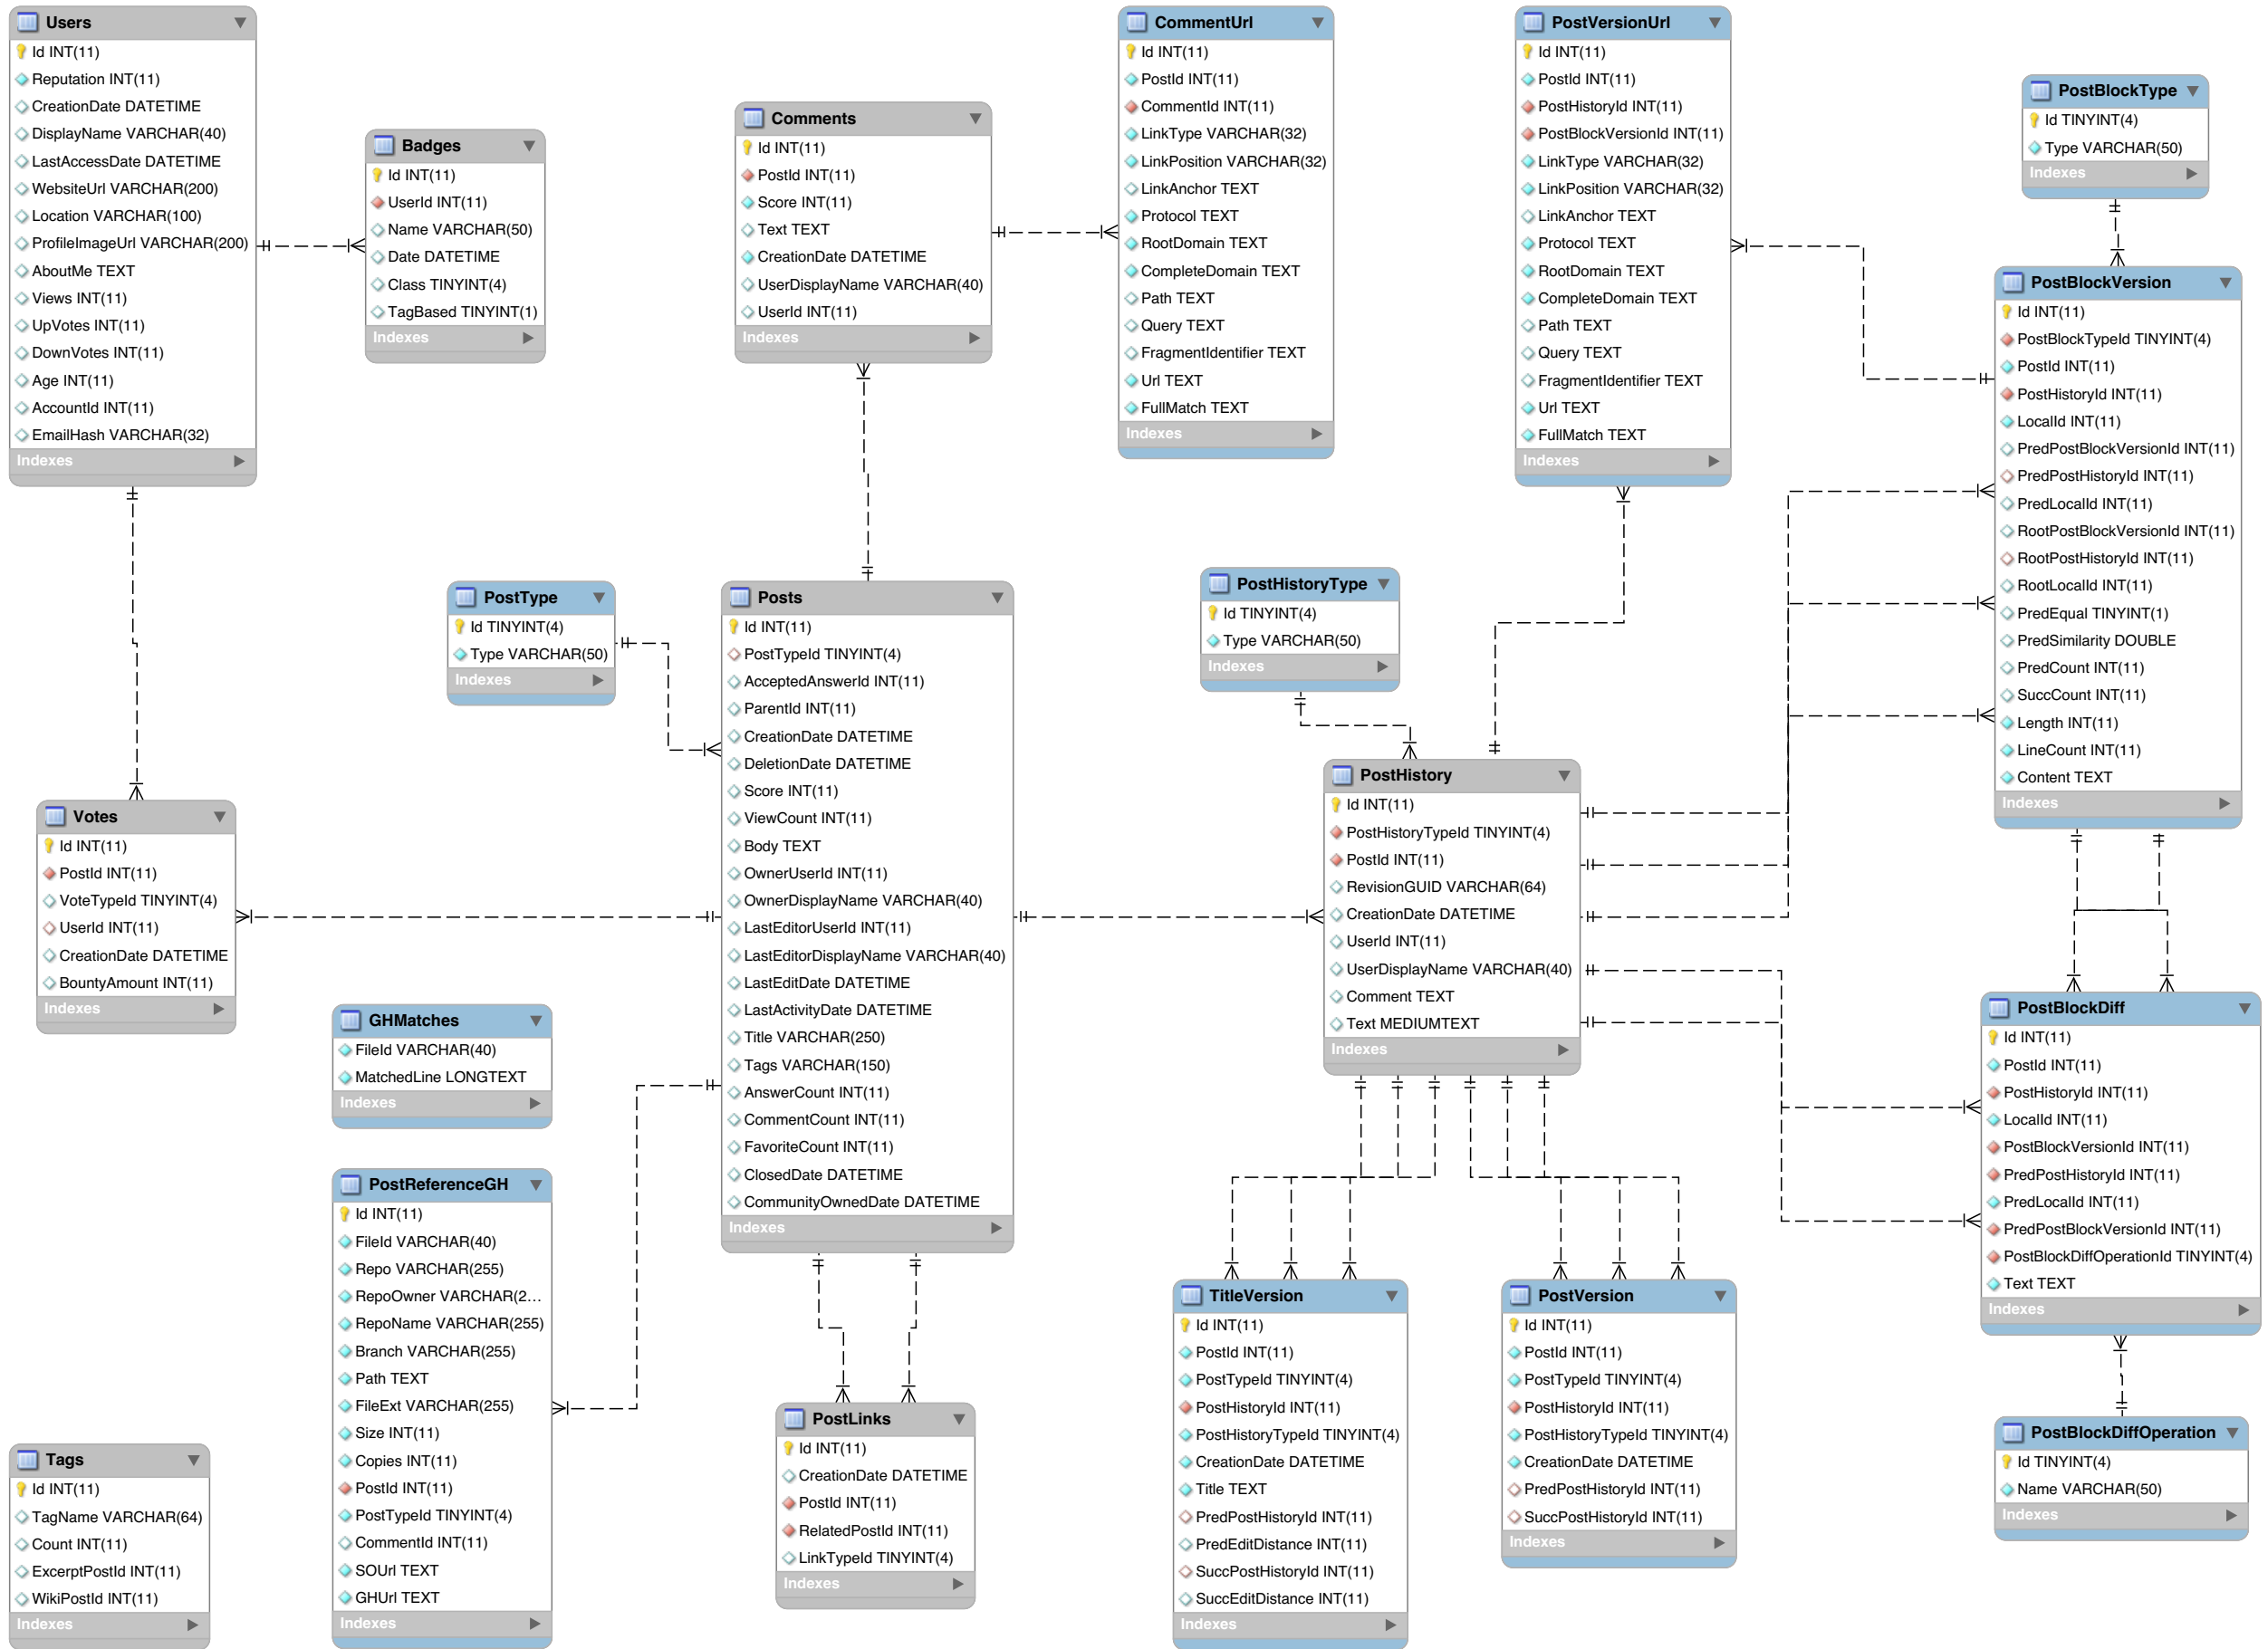 Users
Id INT(11)
Reputation INT(11)
CreationDate DATETIME
DisplayName VARCHAR(40)
LastAccessDate DATETIME
WebsiteUrl VARCHAR(200)
Location VARCHAR(100)
ProfileImageUrl VARCHAR(200)
AboutMe TEXT
Views INT(11)
UpVotes INT(11)
DownVotes INT(11)
Age INT(11)
AccountId INT(11)
EmailHash VARCHAR(32)
Indexes
Badges
Id INT(11)
UserId INT(11)
Name VARCHAR(50)
Date DATETIME
Class TINYINT(4)
TagBased TINYINT(1)
Indexes
Comments
Id INT(11)
PostId INT(11)
Score INT(11)
Text TEXT
CreationDate DATETIME
UserDisplayName VARCHAR(40)
UserId INT(11)
Indexes
CommentUrl
Id INT(11)
PostId INT(11)
CommentId INT(11)
LinkType VARCHAR(32)
LinkPosition VARCHAR(32)
LinkAnchor TEXT
Protocol TEXT
RootDomain TEXT
CompleteDomain TEXT
Path TEXT
Query TEXT
FragmentIdentifier TEXT
Url TEXT
FullMatch TEXT
Indexes
PostVersionUrl
Id INT(11)
PostId INT(11)
PostHistoryId INT(11)
PostBlockVersionId INT(11)
LinkType VARCHAR(32)
LinkPosition VARCHAR(32)
LinkAnchor TEXT
Protocol TEXT
RootDomain TEXT
CompleteDomain TEXT
Path TEXT
Query TEXT
FragmentIdentifier TEXT
Url TEXT
FullMatch TEXT
Indexes
PostBlockType
Id TINYINT(4)
Type VARCHAR(50)
Indexes
PostBlockVersion
Id INT(11)
PostBlockTypeId TINYINT(4)
PostId INT(11)
PostHistoryId INT(11)
LocalId INT(11)
PredPostBlockVersionId INT(11)
PredPostHistoryId INT(11)
PredLocalId INT(11)
RootPostBlockVersionId INT(11)
RootPostHistoryId INT(11)
RootLocalId INT(11)
PredEqual TINYINT(1)
PredSimilarity DOUBLE
PredCount INT(11)
SuccCount INT(11)
Length INT(11)
LineCount INT(11)
Content TEXT
Indexes
PostType
Id TINYINT(4)
Type VARCHAR(50)
Indexes
Posts
Id INT(11)
PostTypeId TINYINT(4)
AcceptedAnswerId INT(11)
ParentId INT(11)
CreationDate DATETIME
DeletionDate DATETIME
Score INT(11)
ViewCount INT(11)
Body TEXT
OwnerUserId INT(11)
OwnerDisplayName VARCHAR(40)
LastEditorUserId INT(11)
LastEditorDisplayName VARCHAR(40)
LastEditDate DATETIME
LastActivityDate DATETIME
Title VARCHAR(250)
Tags VARCHAR(150)
AnswerCount INT(11)
CommentCount INT(11)
FavoriteCount INT(11)
ClosedDate DATETIME
CommunityOwnedDate DATETIME
Indexes
PostHistoryType
Id TINYINT(4)
Type VARCHAR(50)
Indexes
PostHistory
Id INT(11)
PostHistoryTypeId TINYINT(4)
PostId INT(11)
RevisionGUID VARCHAR(64)
CreationDate DATETIME
UserId INT(11)
UserDisplayName VARCHAR(40)
Comment TEXT
Text MEDIUMTEXT
Indexes
Votes
Id INT(11)
PostId INT(11)
VoteTypeId TINYINT(4)
UserId INT(11)
CreationDate DATETIME
BountyAmount INT(11)
Indexes
GHMatches
FileId VARCHAR(40)
MatchedLine LONGTEXT
Indexes
PostReferenceGH
Id INT(11)
FileId VARCHAR(40)
Repo VARCHAR(255)
RepoOwner VARCHAR(2...
RepoName VARCHAR(255)
Branch VARCHAR(255)
Path TEXT
FileExt VARCHAR(255)
Size INT(11)
Copies INT(11)
PostId INT(11)
PostTypeId TINYINT(4)
CommentId INT(11)
SOUrl TEXT
GHUrl TEXT
Indexes
PostBlockDiff
Id INT(11)
PostId INT(11)
PostHistoryId INT(11)
LocalId INT(11)
PostBlockVersionId INT(11)
PredPostHistoryId INT(11)
PredLocalId INT(11)
PredPostBlockVersionId INT(11)
PostBlockDiffOperationId TINYINT(4)
Text TEXT
Indexes
TitleVersion
Id INT(11)
PostId INT(11)
PostTypeId TINYINT(4)
PostHistoryId INT(11)
PostHistoryTypeId TINYINT(4)
CreationDate DATETIME
Title TEXT
PredPostHistoryId INT(11)
PredEditDistance INT(11)
SuccPostHistoryId INT(11)
SuccEditDistance INT(11)
Indexes
PostVersion
Id INT(11)
PostId INT(11)
PostTypeId TINYINT(4)
PostHistoryId INT(11)
PostHistoryTypeId TINYINT(4)
CreationDate DATETIME
PredPostHistoryId INT(11)
SuccPostHistoryId INT(11)
Indexes
PostLinks
Id INT(11)
CreationDate DATETIME
PostId INT(11)
RelatedPostId INT(11)
LinkTypeId TINYINT(4)
Indexes
PostBlockDiffOperation
Id TINYINT(4)
Name VARCHAR(50)
Indexes
Tags
Id INT(11)
TagName VARCHAR(64)
Count INT(11)
ExcerptPostId INT(11)
WikiPostId INT(11)
Indexes